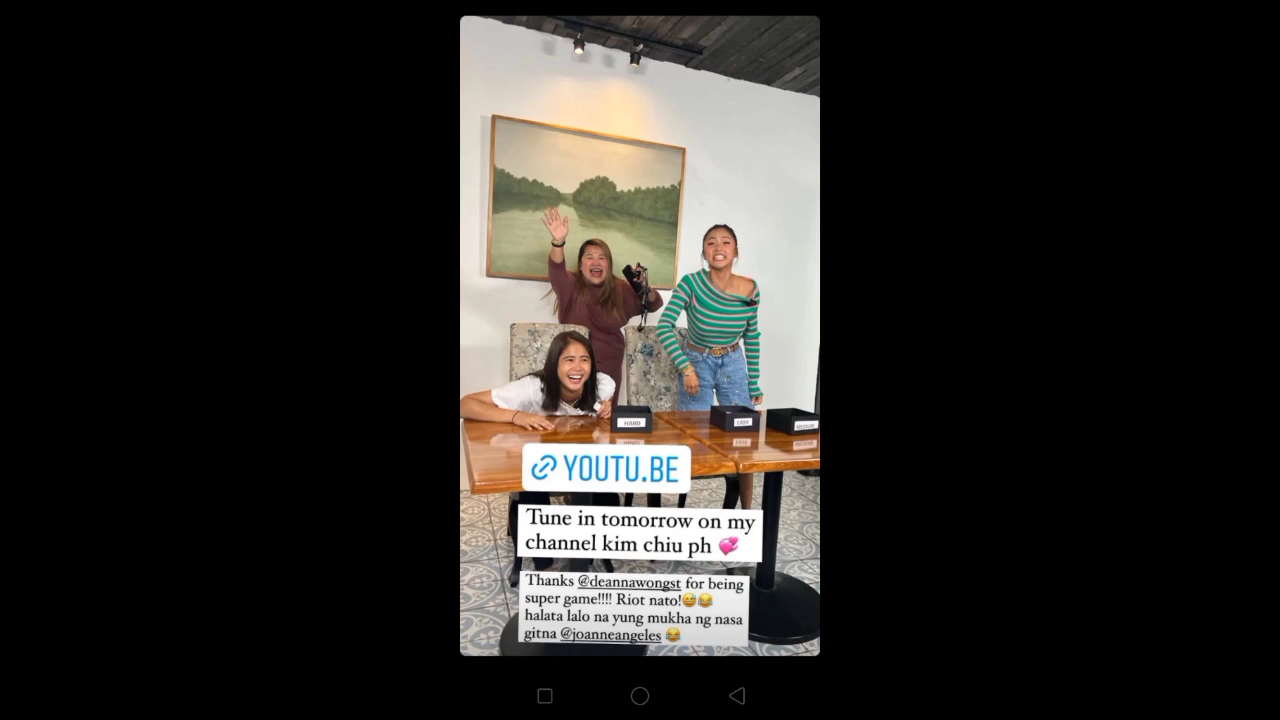 HARD
EASY
MEDIUM
YOUTU.BE
Tune in tomorrow on my
channel kim chiu ph 💞
Thanks @deannawongst for being
super game!!!! Riot nato!😅😂
halata lalo na yung mukha ng nasa
gitna @joanneangeles 😂